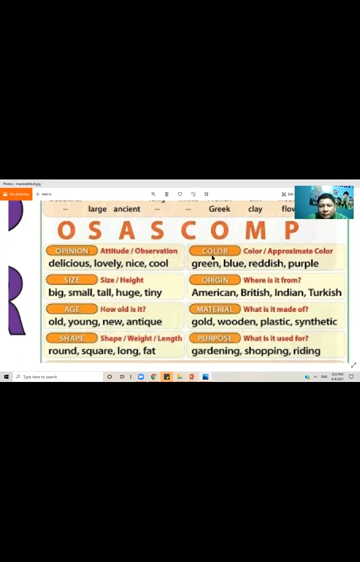 large ancient -- -- Greek clay
OSASCOMP
OPINION Attitude / Observation
delicious, lovely, nice, cool
SIZE Size / Height
big, small, tall, huge, tiny
AGE How old is it?
old, young, new, antique
SHAPE Shape / Weight / Length
round, square, long, fat
COLOR Color / Approximate Color
green, blue, reddish, purple
ORIGIN Where is it from?
American, British, Indian, Turkish
MATERIAL What is it made of?
gold, wooden, plastic, synthetic
PURPOSE What is it used for?
gardening, shopping, riding
Type here to search
ENG